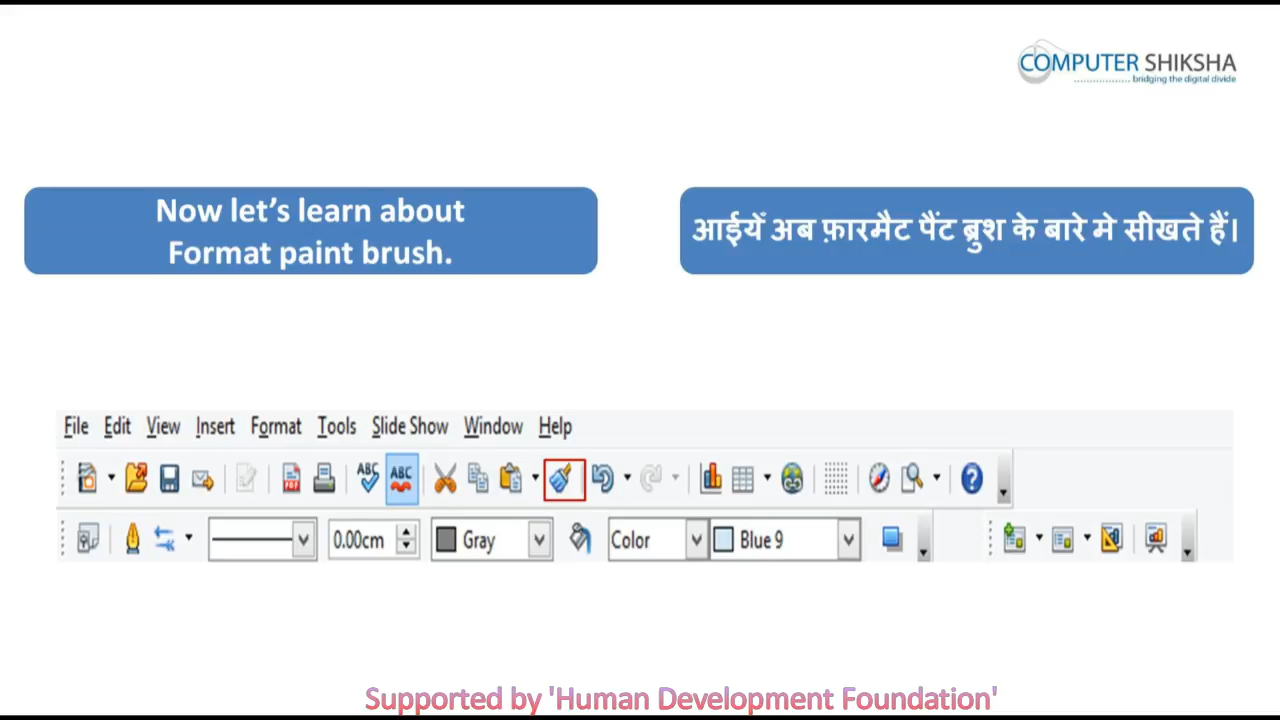 COMPUTER SHIKSHA
bridging the digital divide
Now let's learn about
Format paint brush.
आईयेँ अब फ़ारमैट पैंट ब्रुश के बारे मे सीखते हैं।
File Edit View Insert Format Tools Slide Show Window Help
ABC ABC
0.00cm Gray Color Blue 9
Supported by 'Human Development Foundation'